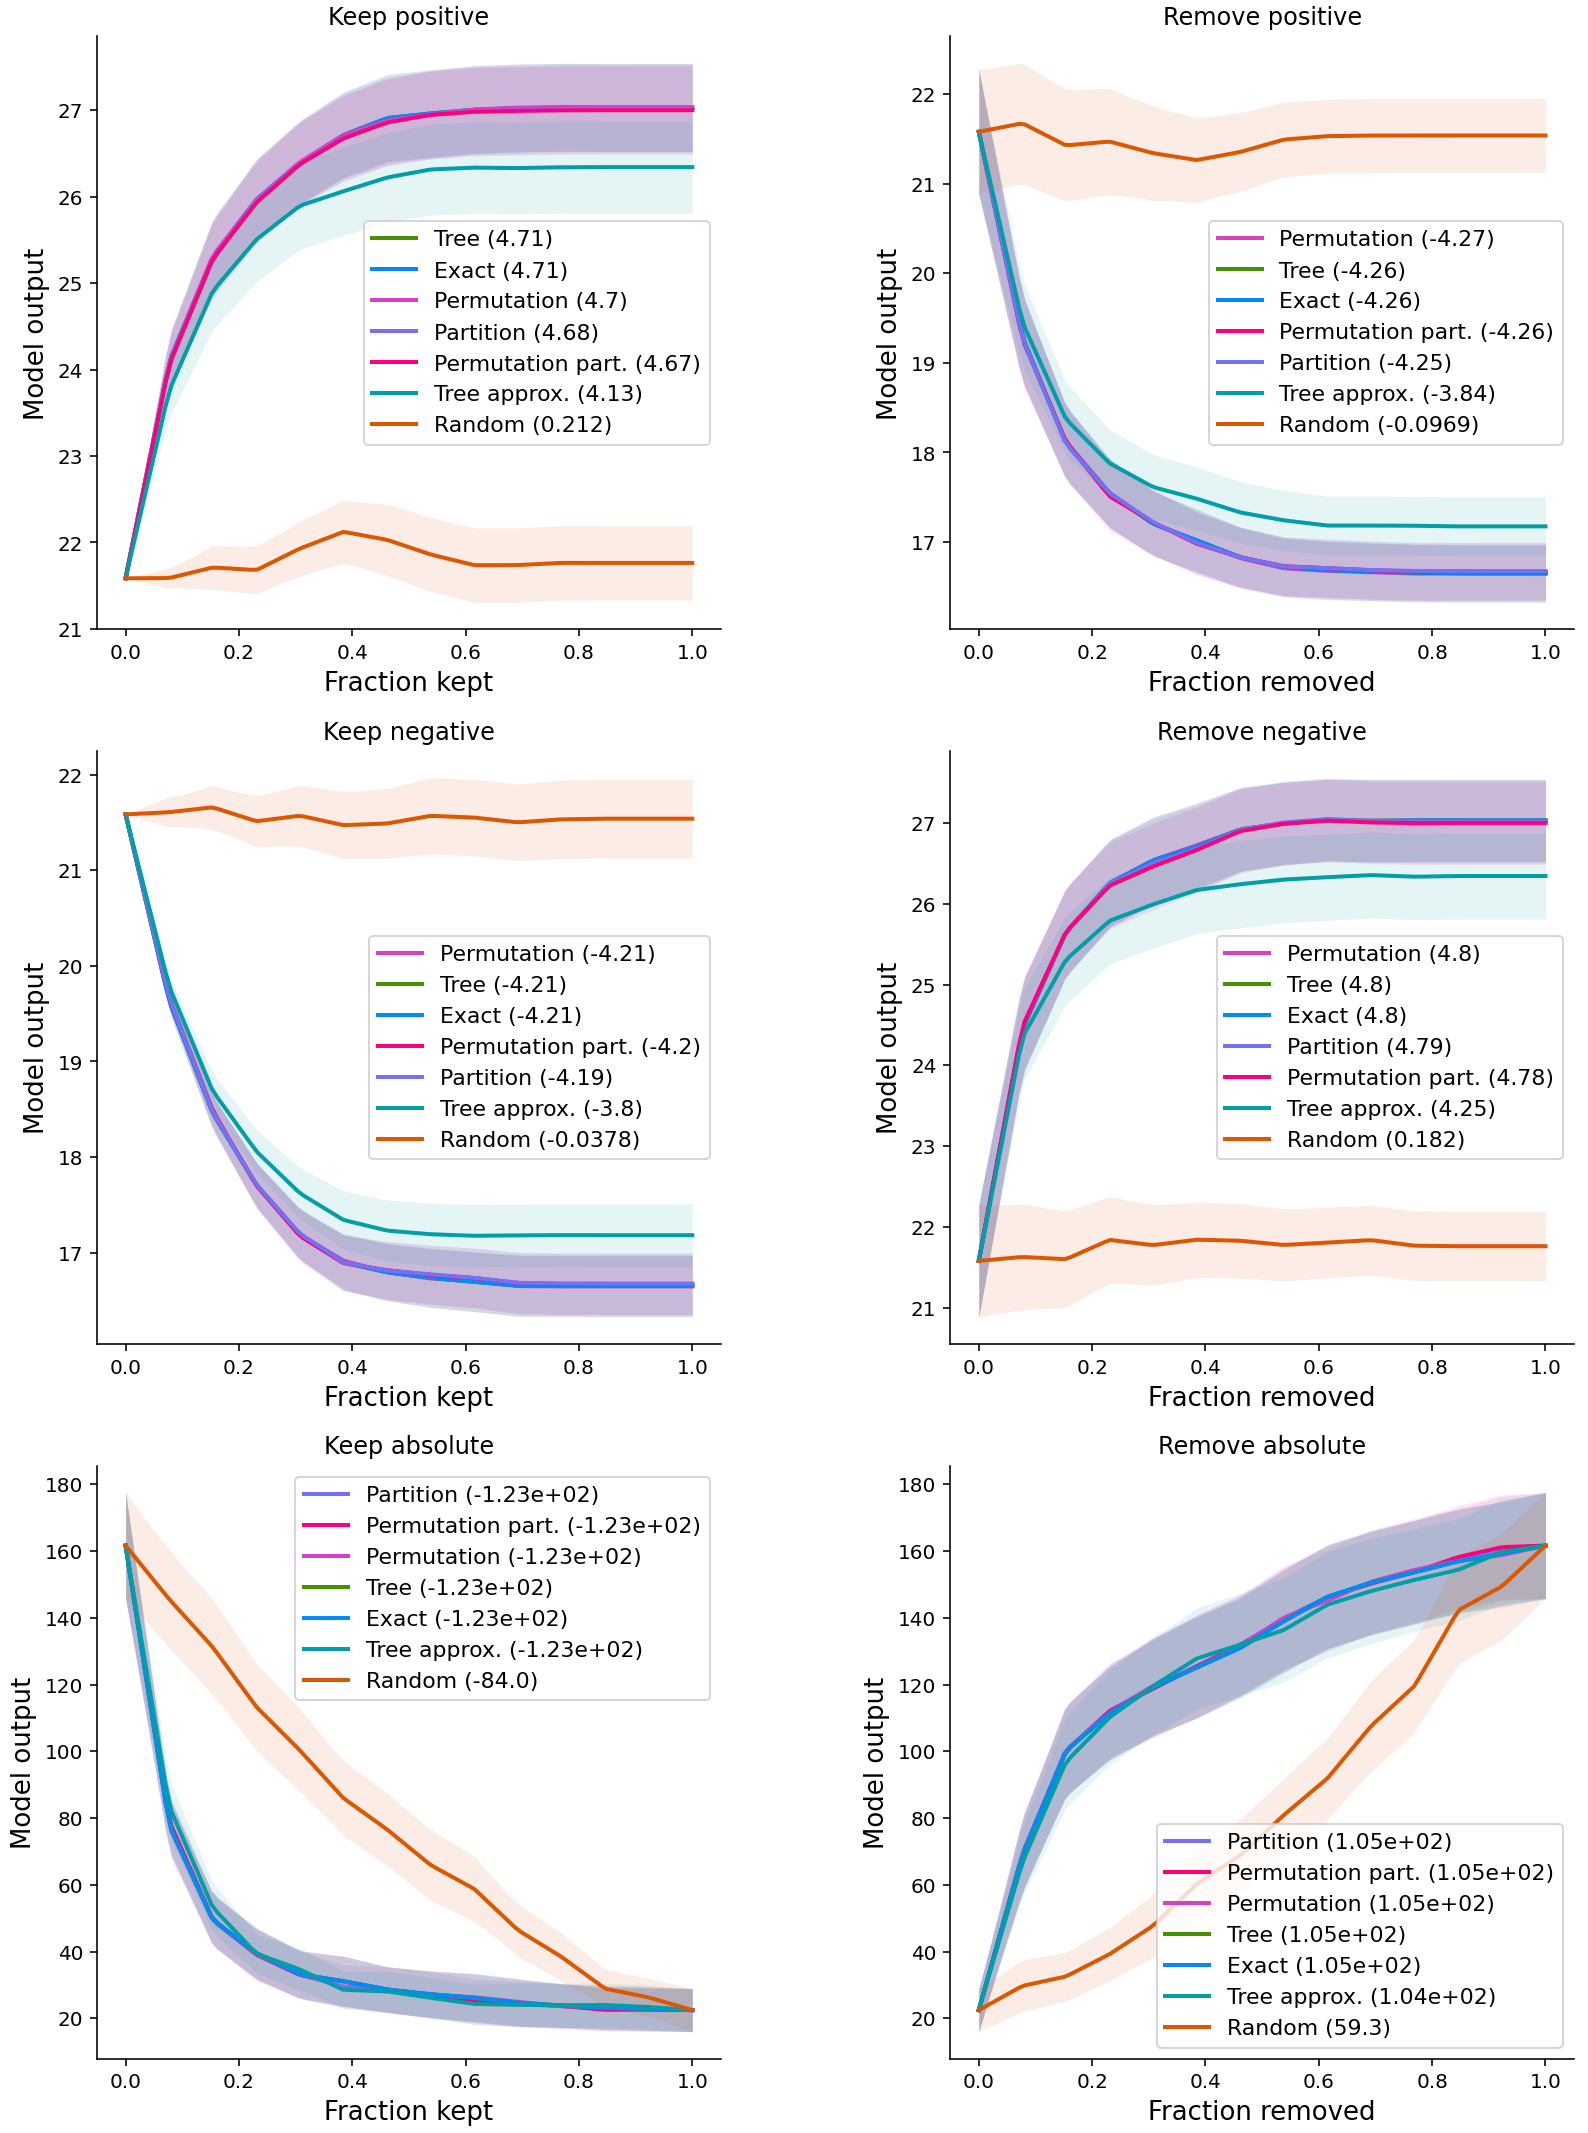 Keep positive
Model output
27
26
25
24
23
22
21
Tree (4.71)
Exact (4.71)
Permutation (4.7)
Partition (4.68)
Permutation part. (4.67)
Tree approx. (4.13)
Random (0.212)
0.0 0.2 0.4 0.6 0.8 1.0
Fraction kept
Remove positive
Model output
22
21
20
19
18
17
Permutation (-4.27)
Tree (-4.26)
Exact (-4.26)
Permutation part. (-4.26)
Partition (-4.25)
Tree approx. (-3.84)
Random (-0.0969)
0.0 0.2 0.4 0.6 0.8 1.0
Fraction removed
Keep negative
Model output
22
21
20
19
18
17
Permutation (-4.21)
Tree (-4.21)
Exact (-4.21)
Permutation part. (-4.2)
Partition (-4.19)
Tree approx. (-3.8)
Random (-0.0378)
0.0 0.2 0.4 0.6 0.8 1.0
Fraction kept
Remove negative
Model output
27
26
25
24
23
22
21
Permutation (4.8)
Tree (4.8)
Exact (4.8)
Partition (4.79)
Permutation part. (4.78)
Tree approx. (4.25)
Random (0.182)
0.0 0.2 0.4 0.6 0.8 1.0
Fraction removed
Keep absolute
Model output
180
160
140
120
100
80
60
40
20
Partition (-1.23e+02)
Permutation part. (-1.23e+02)
Permutation (-1.23e+02)
Tree (-1.23e+02)
Exact (-1.23e+02)
Tree approx. (-1.23e+02)
Random (-84.0)
0.0 0.2 0.4 0.6 0.8 1.0
Fraction kept
Remove absolute
Model output
180
160
140
120
100
80
60
40
20
Partition (1.05e+02)
Permutation part. (1.05e+02)
Permutation (1.05e+02)
Tree (1.05e+02)
Exact (1.05e+02)
Tree approx. (1.04e+02)
Random (59.3)
0.0 0.2 0.4 0.6 0.8 1.0
Fraction removed